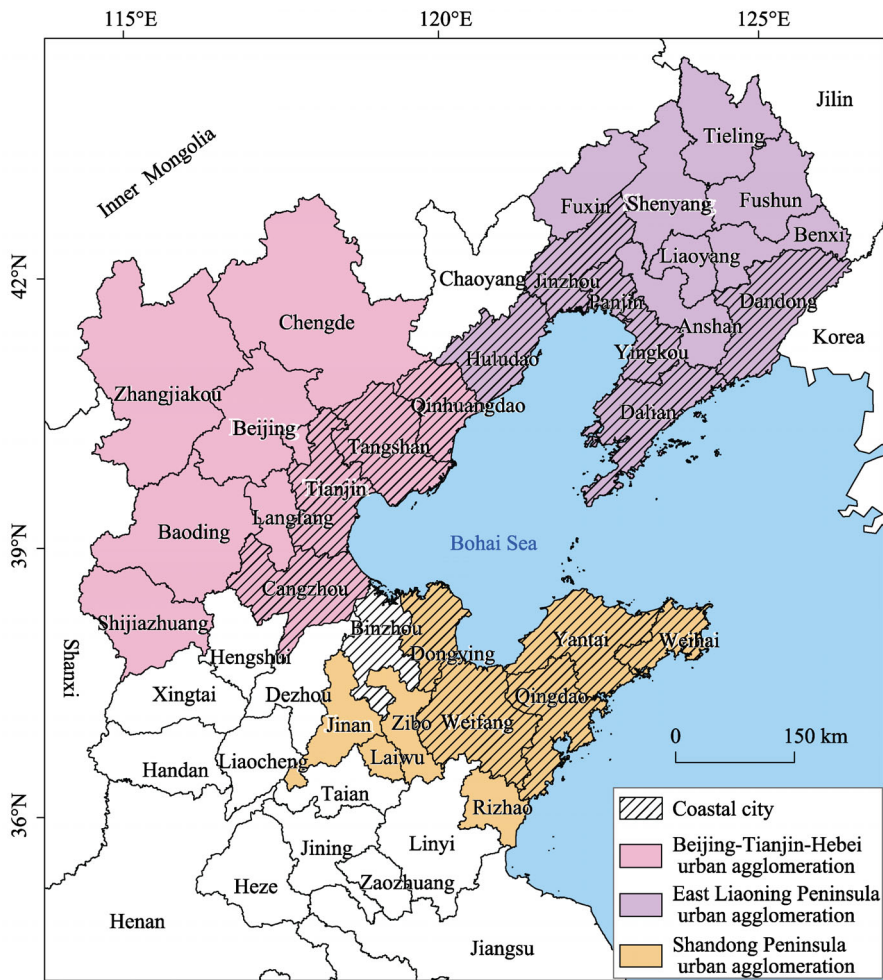 115°E
120°E
125°E
Jilin
Tieling
Inner Mongolia
Fuxin
Shenyang
Fushun
Benxi
42°N
Chaoyang
Jinzhou
Liaoyang
Panjin
Dandong
Chengde
Anshan
Korea
Huludao
Yingkou
Zhangjiakou
Qinhuangdao
Dalian
Beijing
Tangshan
Tianjin
Langfang
Baoding
39°N
Bohai Sea
Cangzhou
Shijiazhuang
Binzhou
Yantai
Weihai
Shanxi
Hengshui
Dongying
Xingtai
Dezhou
Qingdao
Jinan
Zibo
Weifang
0 150 km
Handan
Liaocheng
Laiwu
Taian
Rizhao
36°N
Coastal city
Jining
Linyi
Beijing-Tianjin-Hebei
urban agglomeration
Heze
Zaozhuang
East Liaoning Peninsula
urban agglomeration
Henan
Jiangsu
Shandong Peninsula
urban agglomeration